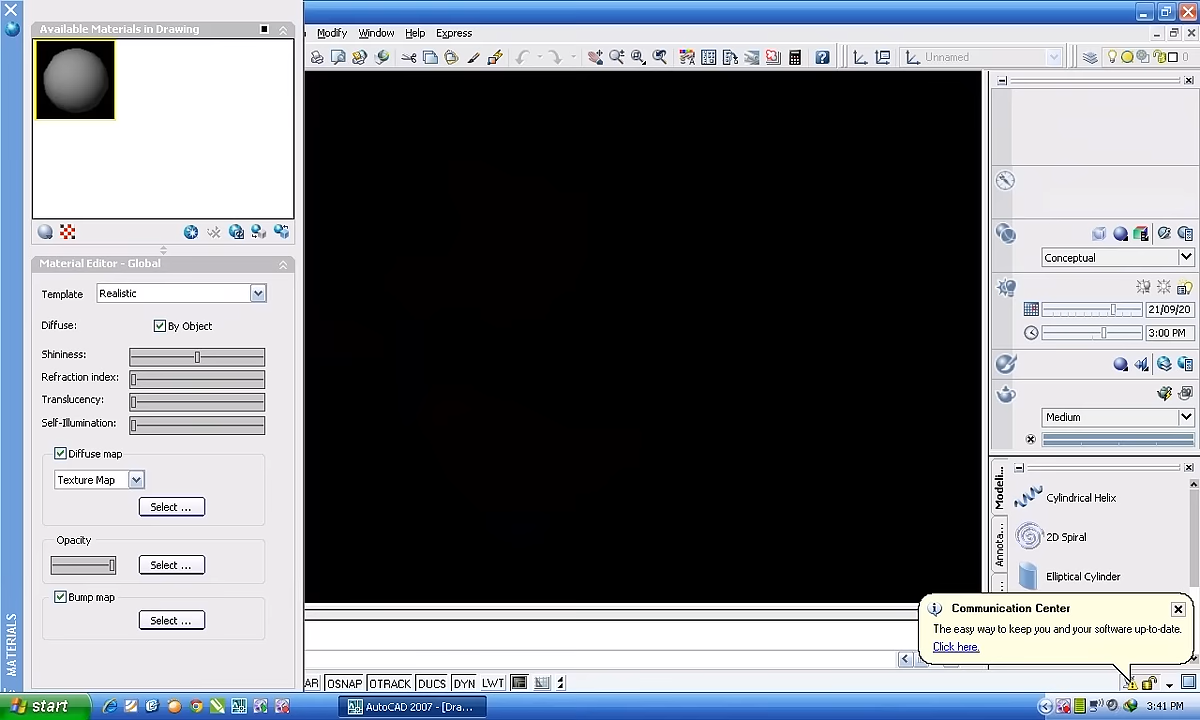 Available Materials in Drawing
Modify Window Help Express
Unnamed
0
Material Editor - Global
Template Realistic
Diffuse: By Object
Shininess:
Refraction index:
Translucency:
Self-Illumination:
Diffuse map
Texture Map
Select ...
Opacity
Select ...
Bump map
Select ...
MATERIALS
Conceptual
21/09/20
3:00 PM
Medium
Modeli...
Annota...
Cylindrical Helix
2D Spiral
Elliptical Cylinder
Communication Center
The easy way to keep you and your software up-to-date.
Click here.
AR OSNAP OTRACK DUCS DYN LWT
start
AutoCAD 2007 - [Dra...
3:41 PM